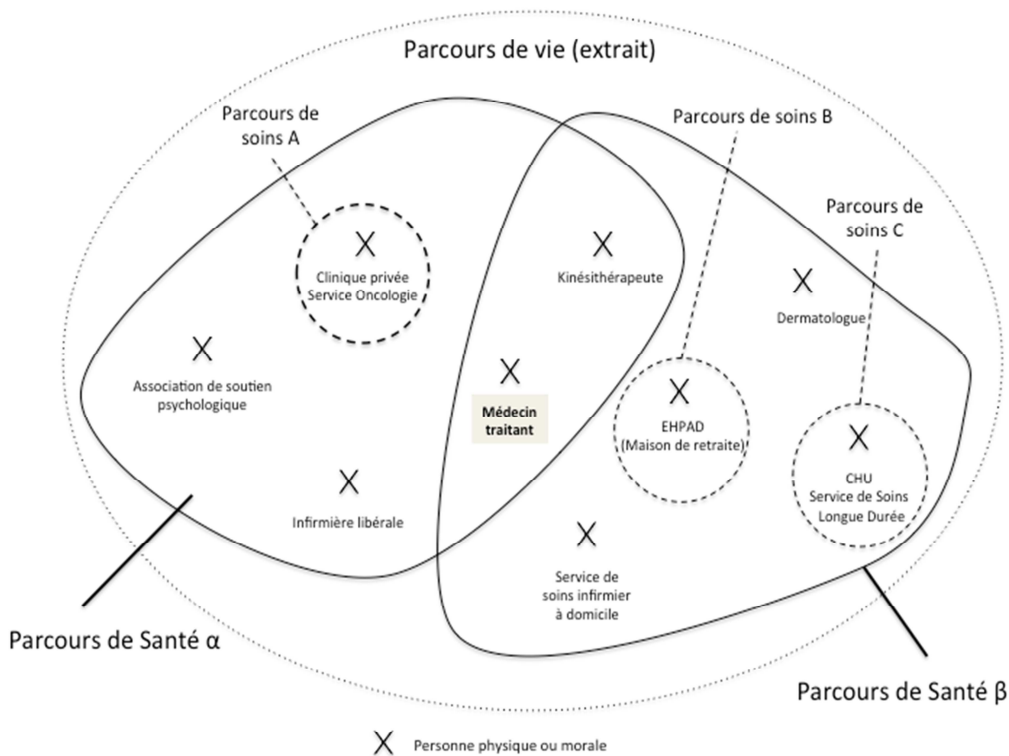 Parcours de vie (extrait)
Parcours de
soins A
Parcours de soins B
Parcours de
soins C
X
Clinique privée
Service Oncologie
X
Kinésithérapeute
X
Dermatologue
X
Association de soutien
psychologique
X
Médecin
traitant
X
EHPAD
(Maison de retraite)
X
CHU
Service de Soins
Longue Durée
X
Infirmière libérale
X
Service de
soins infirmier
à domicile
Parcours de Santé α
Parcours de Santé β
X Personne physique ou morale